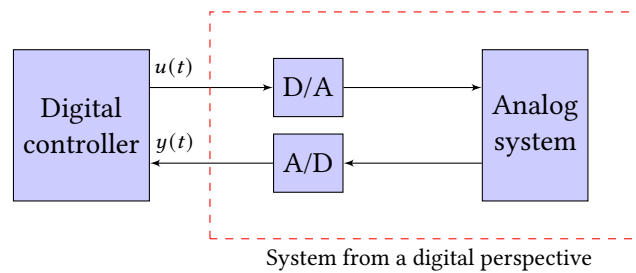 Digital
controller
u(t)
y(t)
D/A
A/D
Analog
system
System from a digital perspective